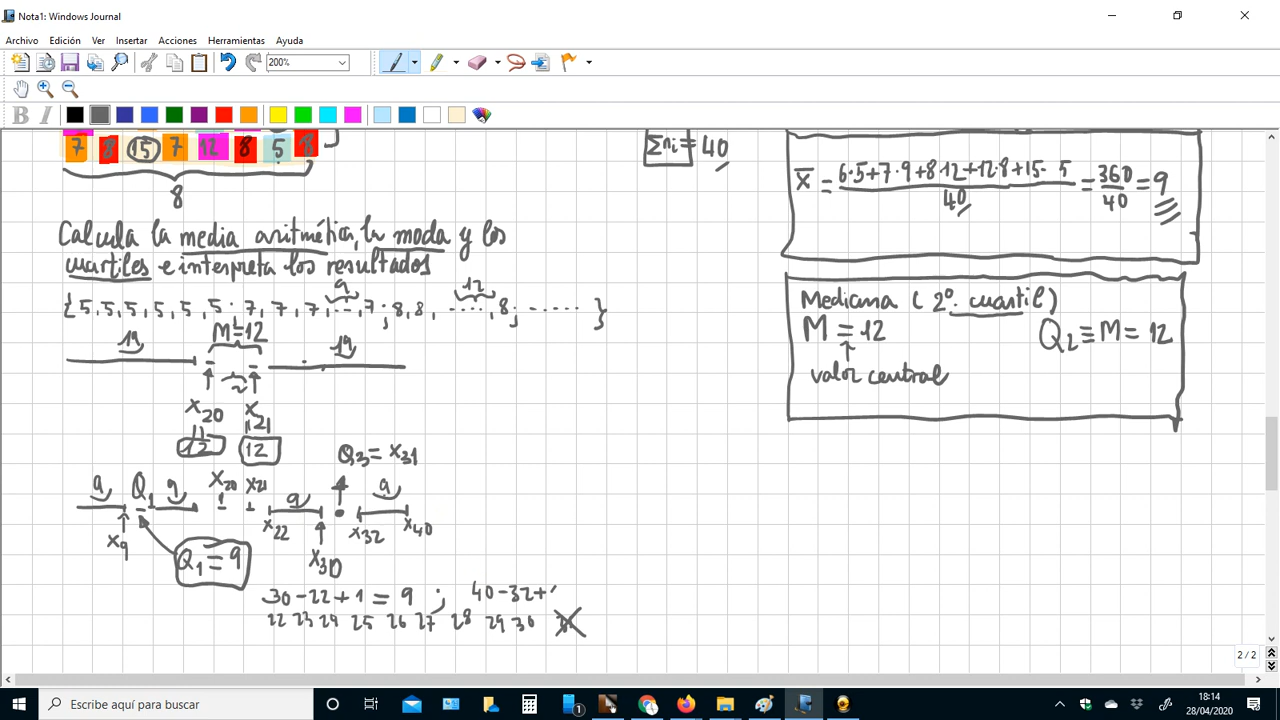 Nota1: Windows Journal
Archivo Edición Ver Insertar Acciones Herramientas Ayuda
200%
7 8 15 7 12 8 5 8
8
Σni = 40
x̄ = 6·5+7·9+8·12+12·8+15· 5 / 40 = 360 / 40 = 9
Calcula la media aritmética, la moda y los
cuartiles e interpreta los resultados
9 12
{5,5,5,5,5,5; 7,7,7,...,7; 8,8, ....., 8; ....... }
M=12
19 19
2
x20 x21
12 12
Mediana (2º cuartil)
M = 12 Q2 ≡ M = 12
valor central
Q3 = x31
9 Q1 9 x20 x21 9 9
x9 x22 x30 x32 x40
Q1 = 9
30-22+1 = 9 ; 40-32+
22 23 24 25 26 27 28 29 30
2 / 2
Escribe aquí para buscar
1
18:14
28/04/2020